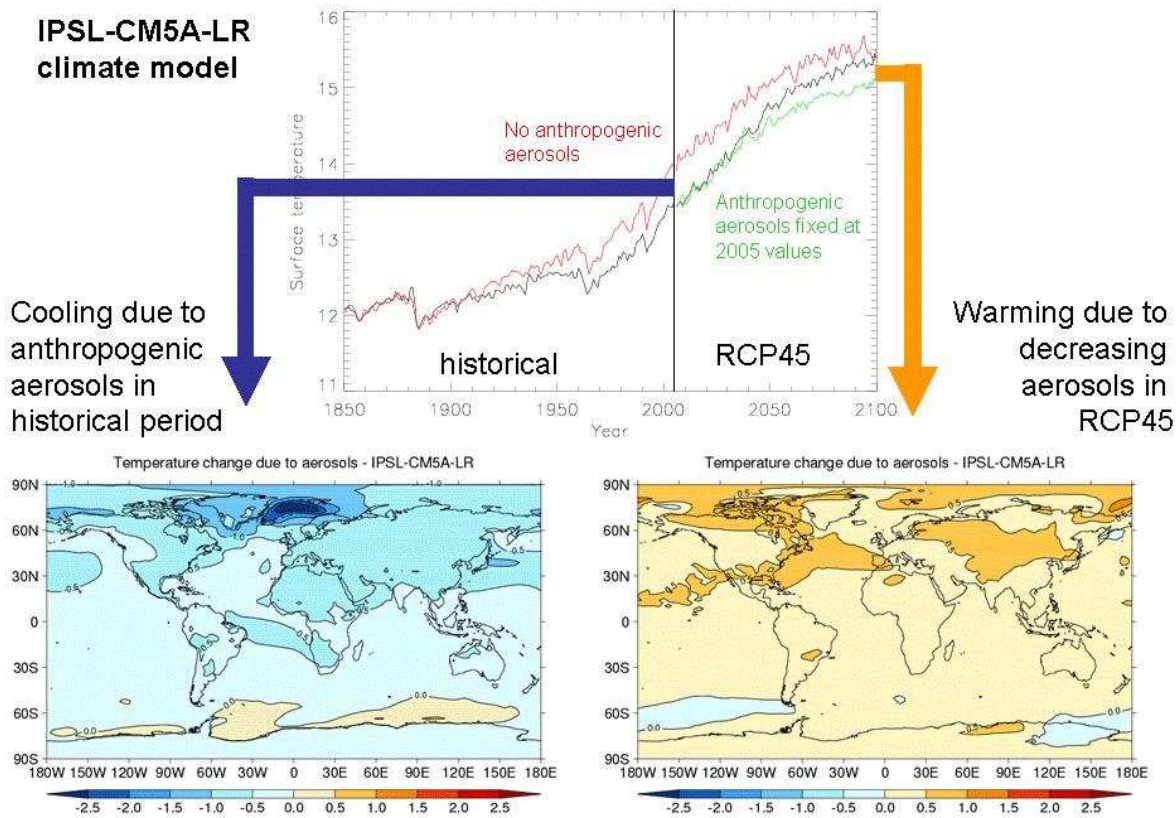 IPSL-CM5A-LR
climate model
16
15
14
13
12
11
Surface temperature
No anthropogenic
aerosols
Anthropogenic
aerosols fixed at
2005 values
historical
RCP45
1850
1900
1950
2000
2050
2100
Year
Cooling due to
anthropogenic
aerosols in
historical period
Warming due to
decreasing
aerosols in
RCP45
Temperature change due to aerosols - IPSL-CM5A-LR
90N
60N
30N
0
30S
60S
90S
180W 150W 120W 90W 60W 30W 0 30E 60E 90E 120E 150E 180E
-2.5 -2.0 -1.5 -1.0 -0.5 0.0 0.5 1.0 1.5 2.0 2.5
Temperature change due to aerosols - IPSL-CM5A-LR
90N
60N
30N
0
30S
60S
90S
180W 150W 120W 90W 60W 30W 0 30E 60E 90E 120E 150E 180E
-2.5 -2.0 -1.5 -1.0 -0.5 0.0 0.5 1.0 1.5 2.0 2.5